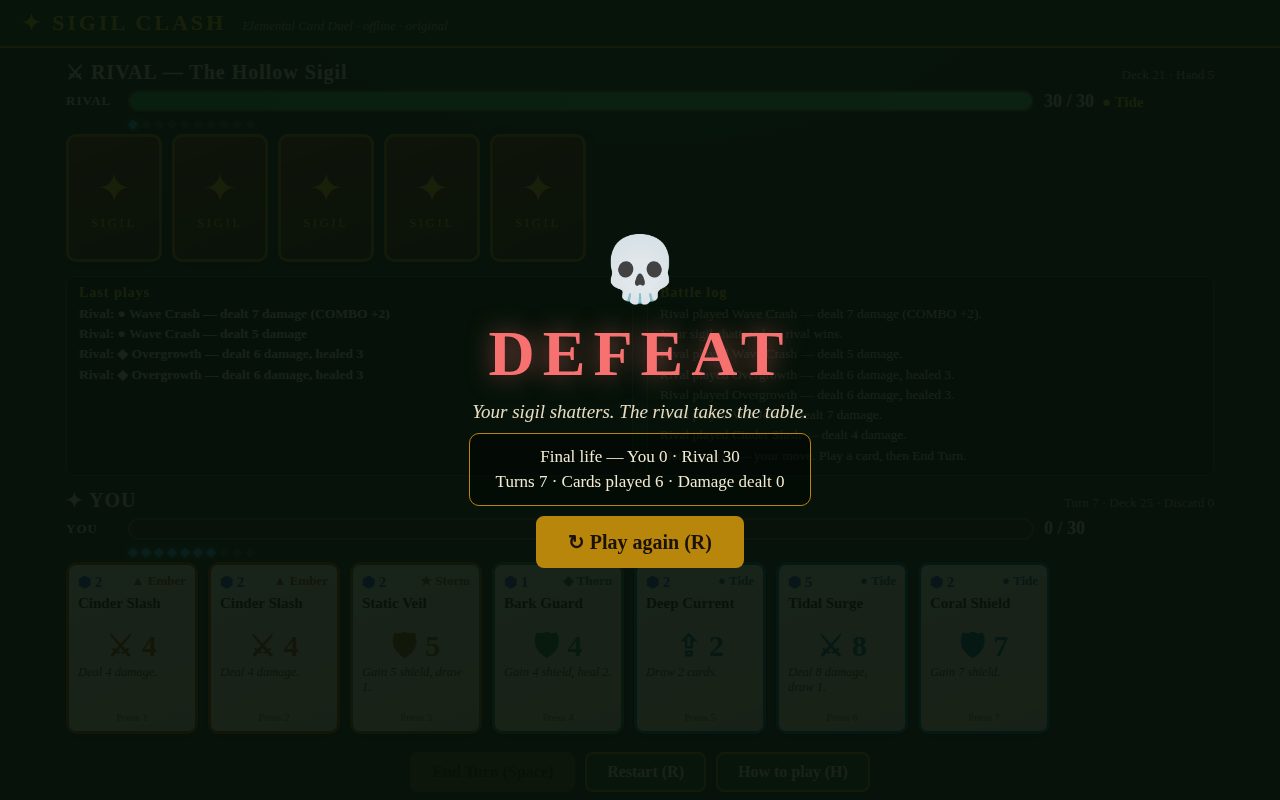 ✦ SIGIL CLASH Elemental Card Duel · offline · original
⚔ RIVAL — The Hollow Sigil
Deck 21 · Hand 5
RIVAL
30 / 30 ● Tide
✦ ✦ ✦ ✦ ✦
SIGIL SIGIL SIGIL SIGIL SIGIL
Last plays
Rival: ● Wave Crash — dealt 7 damage (COMBO +2)
Rival: ● Wave Crash — dealt 5 damage
Rival: ◆ Overgrowth — dealt 6 damage, healed 3
Rival: ◆ Overgrowth — dealt 6 damage, healed 3
Battle log
Rival played Wave Crash — dealt 7 damage (COMBO +2).
rival wins.
Wave Crash — dealt 5 damage.
Rival played Overgrowth — dealt 6 damage, healed 3.
Rival played Overgrowth — dealt 6 damage, healed 3.
dealt 7 damage.
Rival played Cinder Slash — dealt 4 damage.
— your move. Play a card, then End Turn.
DEFEAT
Your sigil shatters. The rival takes the table.
Final life — You 0 · Rival 30
Turns 7 · Cards played 6 · Damage dealt 0
↻ Play again (R)
✦ YOU
Turn 7 · Deck 25 · Discard 0
YOU
0 / 30
2 ▲ Ember
Cinder Slash
⚔ 4
Deal 4 damage.
Press 1
2 ▲ Ember
Cinder Slash
⚔ 4
Deal 4 damage.
Press 2
2 ★ Storm
Static Veil
5
Gain 5 shield, draw
1.
Press 3
1 ◆ Thorn
Bark Guard
4
Gain 4 shield, heal 2.
Press 4
2 ● Tide
Deep Current
2
Draw 2 cards.
Press 5
5 ● Tide
Tidal Surge
⚔ 8
Deal 8 damage,
draw 1.
Press 6
2 ● Tide
Coral Shield
7
Gain 7 shield.
Press 7
End Turn (Space)
Restart (R)
How to play (H)